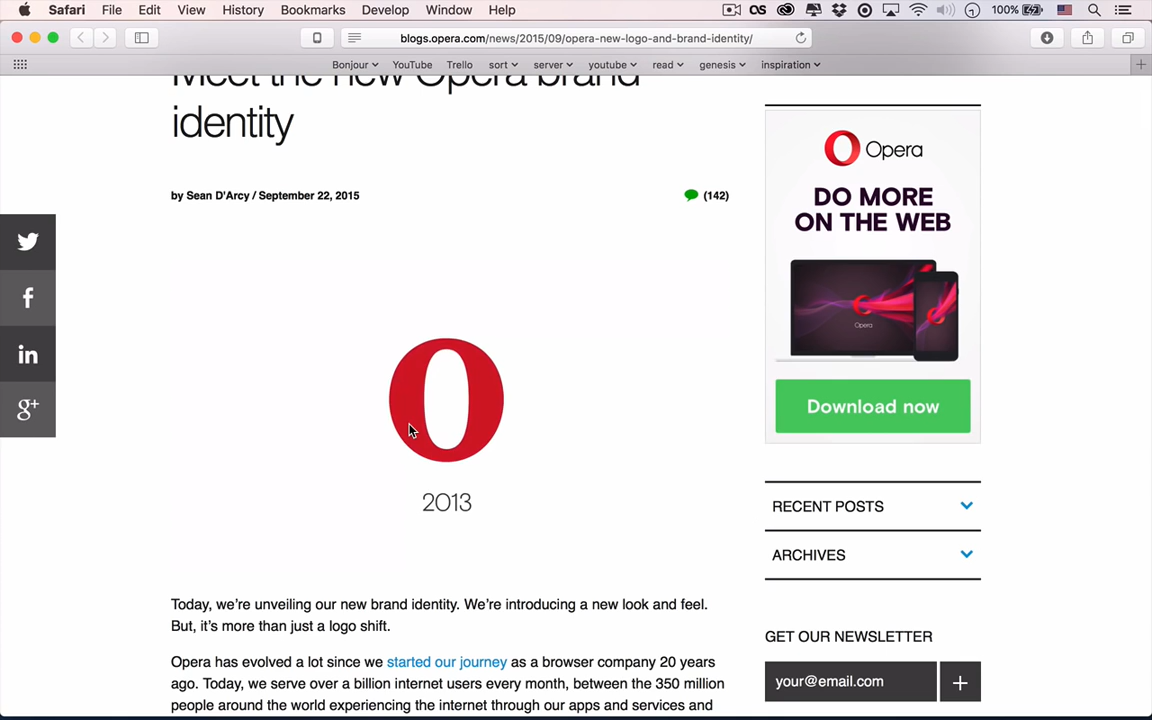 Safari File Edit View History Bookmarks Develop Window Help 100%
blogs.opera.com/news/2015/09/opera-new-logo-and-brand-identity/
Bonjour YouTube Trello sort server youtube read genesis inspiration
Meet the new Opera brand
identity
by Sean D'Arcy / September 22, 2015 (142)
2013
Today, we're unveiling our new brand identity. We're introducing a new look and feel.
But, it's more than just a logo shift.
Opera has evolved a lot since we started our journey as a browser company 20 years
ago. Today, we serve over a billion internet users every month, between the 350 million
people around the world experiencing the internet through our apps and services and
Opera
DO MORE
ON THE WEB
Opera
Download now
RECENT POSTS
ARCHIVES
GET OUR NEWSLETTER
your@email.com +